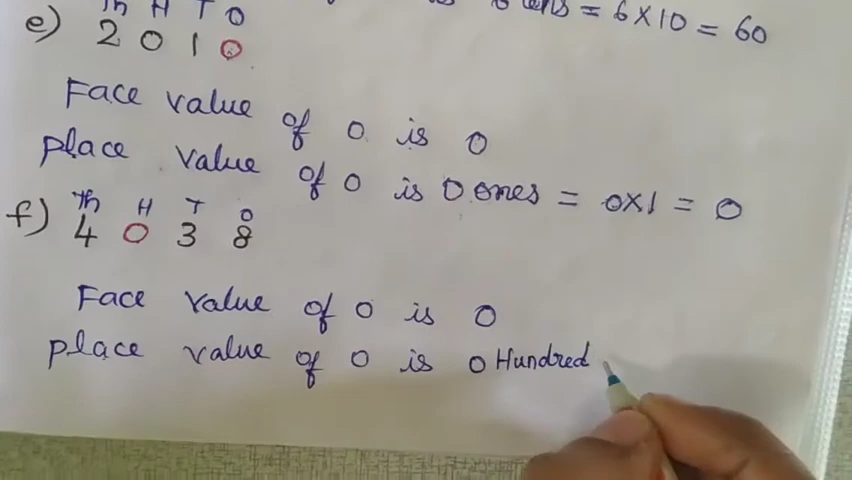 Th H T O
tens = 6 X 10 = 60
e) 2 0 1 0
Face value of 0 is 0
place value of 0 is 0 ones = 0X1 = 0
Th H T O
f) 4 0 3 8
Face value of 0 is 0
place value of 0 is 0 Hundred